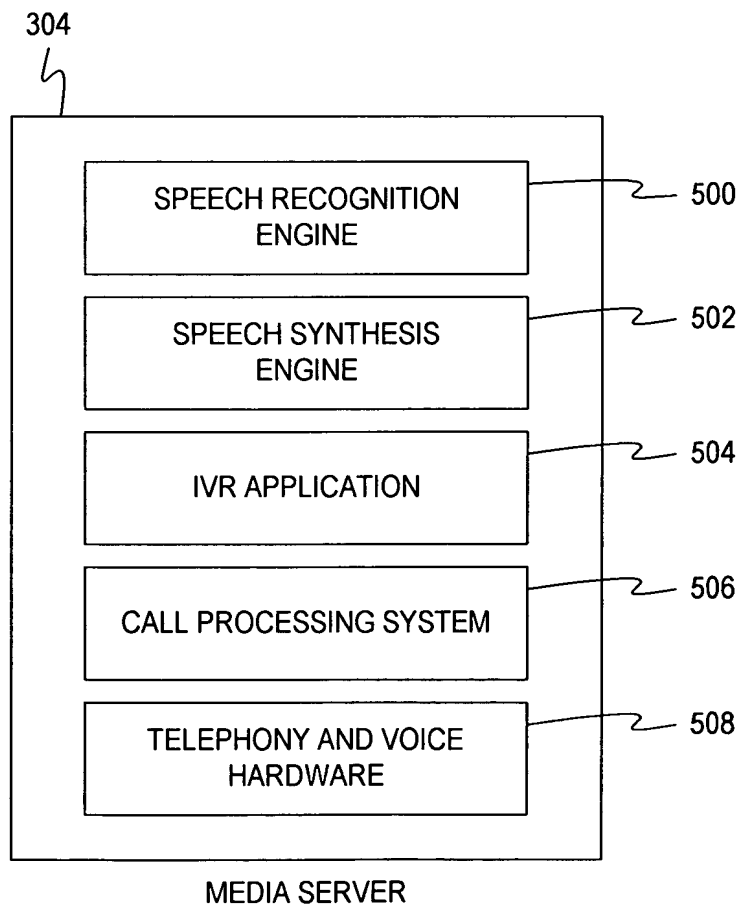 304
SPEECH RECOGNITION
ENGINE
500
SPEECH SYNTHESIS
ENGINE
502
IVR APPLICATION
504
CALL PROCESSING SYSTEM
506
TELEPHONY AND VOICE
HARDWARE
508
MEDIA SERVER